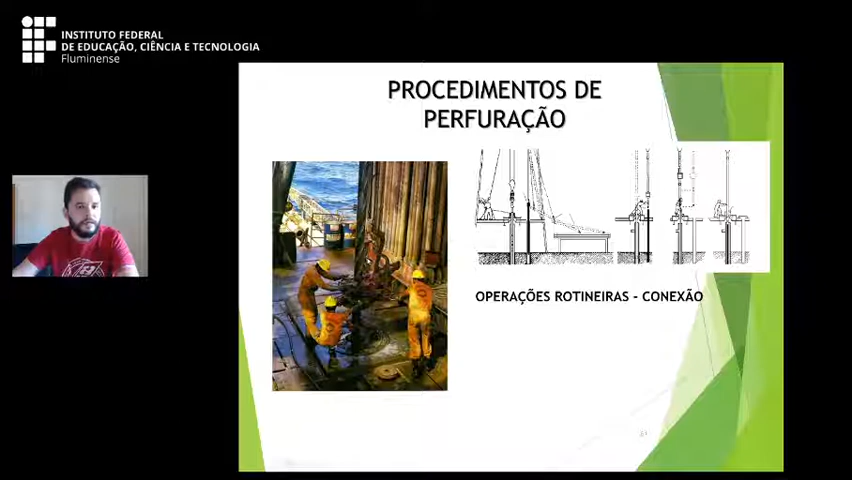 INSTITUTO FEDERAL
DE EDUCAÇÃO, CIÊNCIA E TECNOLOGIA
Fluminense
PROCEDIMENTOS DE
PERFURAÇÃO
OPERAÇÕES ROTINEIRAS - CONEXÃO